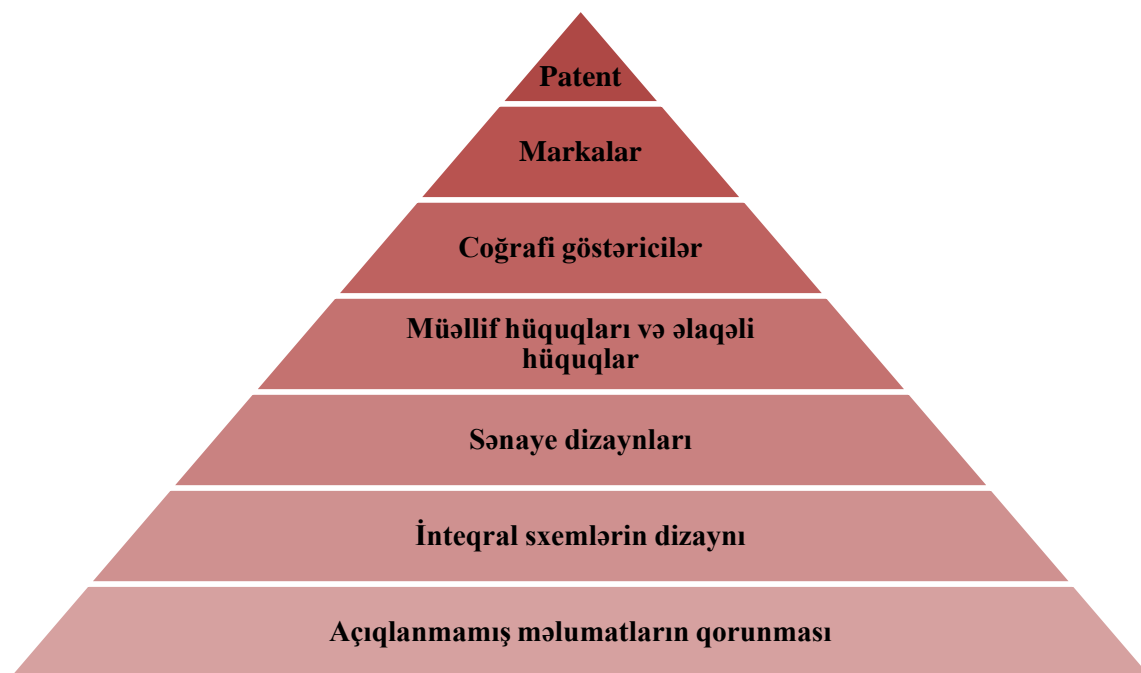 Patent
Markalar
Coğrafi göstəricilər
Müəllif hüquqları və əlaqəli
hüquqlar
Sənaye dizaynları
İnteqral sxemlərin dizaynı
Açıqlanmamış məlumatların qorunması